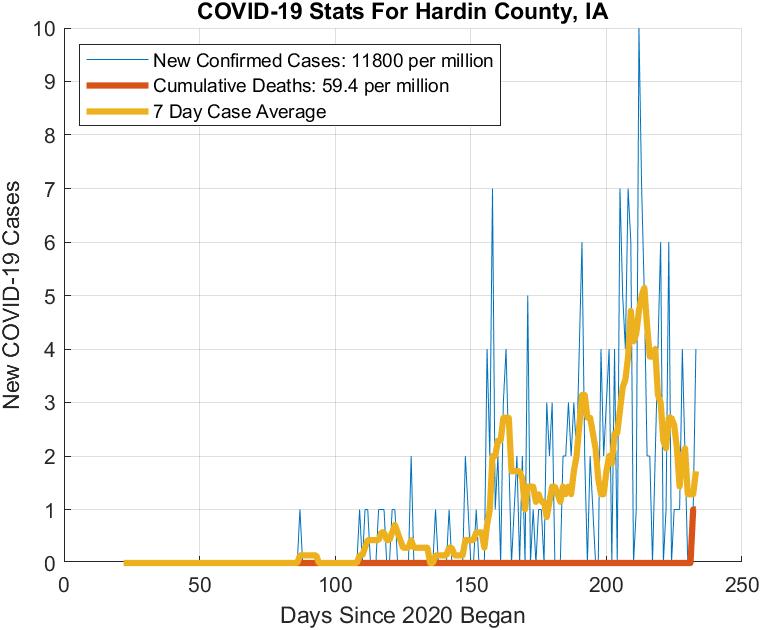 COVID-19 Stats For Hardin County, IA
New Confirmed Cases: 11800 per million
Cumulative Deaths: 59.4 per million
7 Day Case Average
New COVID-19 Cases
10
9
8
7
6
5
4
3
2
1
0
0 50 100 150 200 250
Days Since 2020 Began